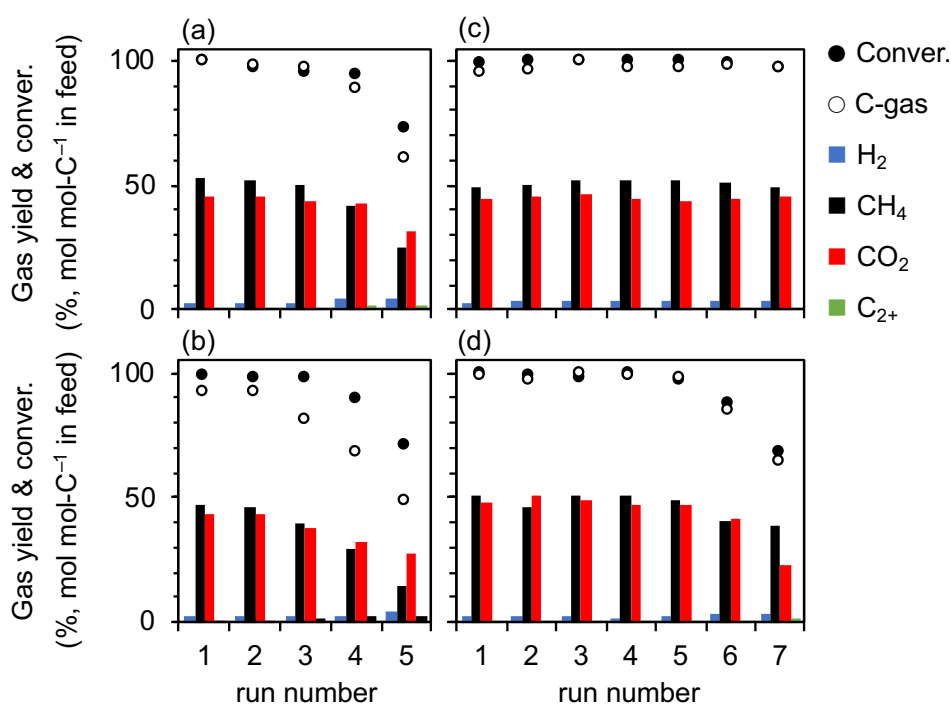 (a)
(c)
100
50
0
Gas yield & conver.
(%, mol mol-C⁻¹ in feed)
Conver.
C-gas
H₂
CH₄
CO₂
C₂₊
(b)
(d)
100
50
0
Gas yield & conver.
(%, mol mol-C⁻¹ in feed)
1 2 3 4 5
1 2 3 4 5 6 7
run number
run number